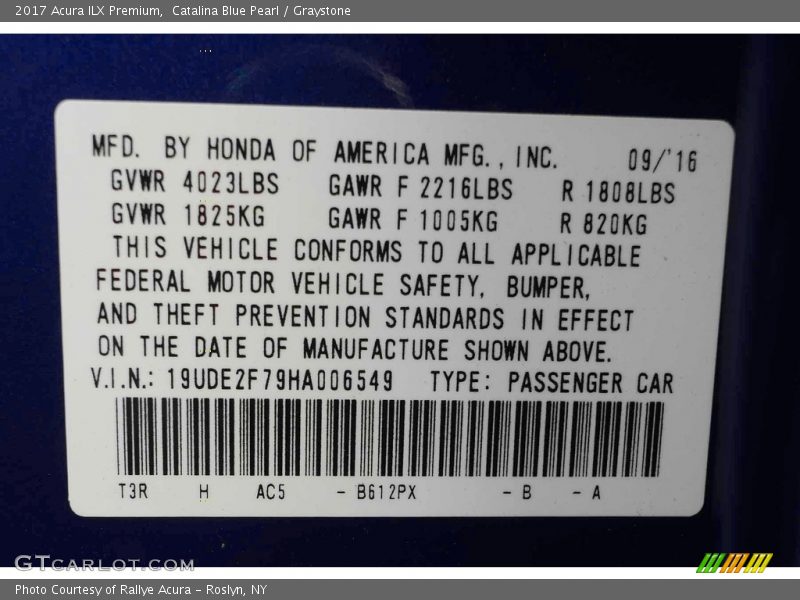 2017 Acura ILX Premium,  Catalina Blue Pearl / Graystone
MFD. BY HONDA OF AMERICA MFG., INC. 09/'16
GVWR 4023LBS GAWR F 2216LBS R 1808LBS
GVWR 1825KG GAWR F 1005KG R 820KG
THIS VEHICLE CONFORMS TO ALL APPLICABLE
FEDERAL MOTOR VEHICLE SAFETY, BUMPER,
AND THEFT PREVENTION STANDARDS IN EFFECT
ON THE DATE OF MANUFACTURE SHOWN ABOVE.
V.I.N.: 19UDE2F79HA006549 TYPE: PASSENGER CAR
T3R H AC5 - B612PX - B - A
GTCarLot.com
Photo Courtesy of Rallye Acura - Roslyn, NY